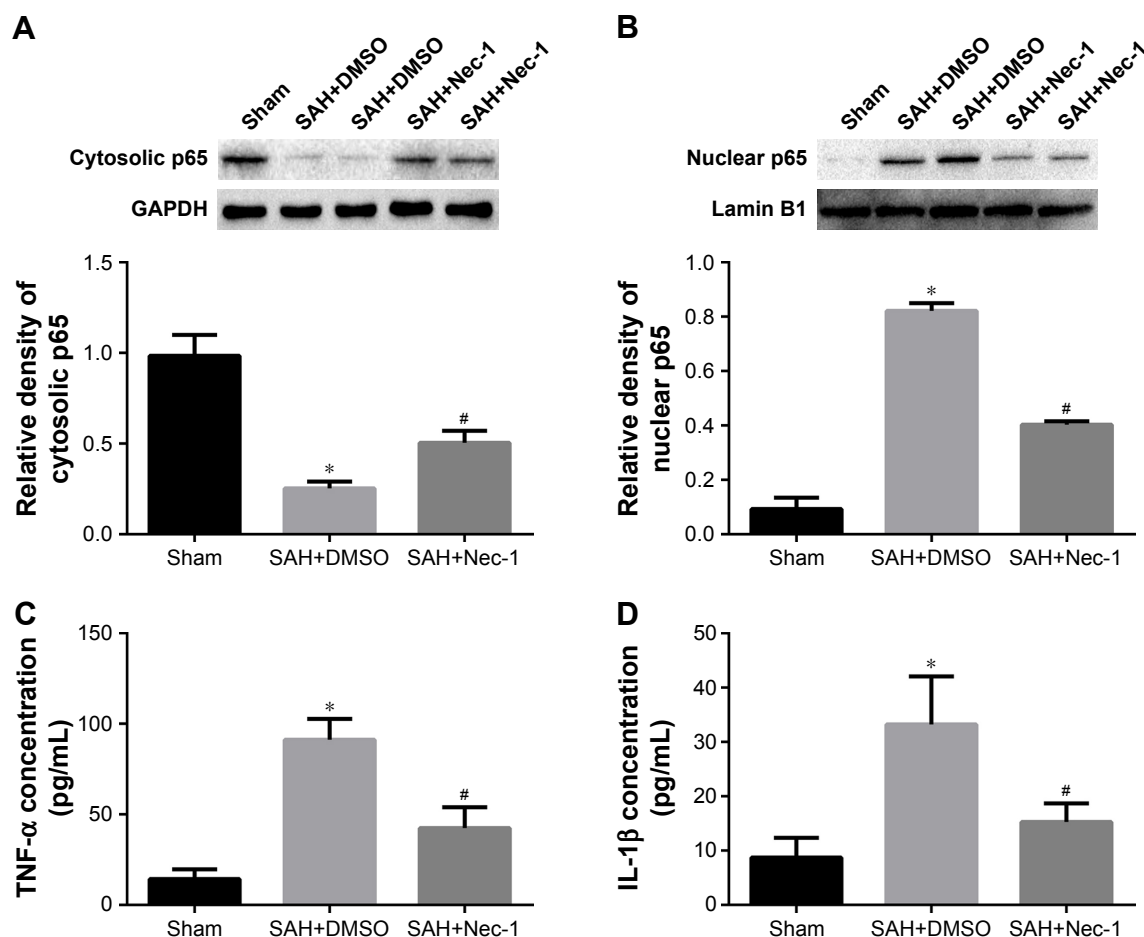 A
Sham
SAH+DMSO
SAH+DMSO
SAH+Nec-1
SAH+Nec-1
Cytosolic p65
GAPDH
Relative density of
cytosolic p65
1.5
1.0
0.5
0.0
*
#
Sham
SAH+DMSO
SAH+Nec-1
B
Sham
SAH+DMSO
SAH+DMSO
SAH+Nec-1
SAH+Nec-1
Nuclear p65
Lamin B1
Relative density of
nuclear p65
1.0
0.8
0.6
0.4
0.2
0.0
*
#
Sham
SAH+DMSO
SAH+Nec-1
C
TNF-α concentration
(pg/mL)
150
100
50
0
*
#
Sham
SAH+DMSO
SAH+Nec-1
D
IL-1β concentration
(pg/mL)
50
40
30
20
10
0
*
#
Sham
SAH+DMSO
SAH+Nec-1